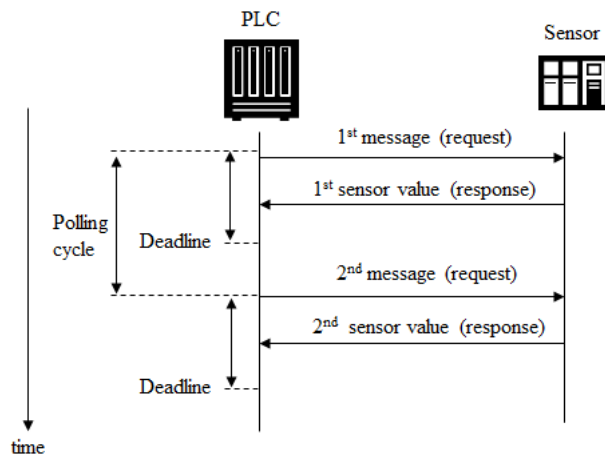 PLC
Sensor
1st message (request)
1st sensor value (response)
Polling
cycle
Deadline
2nd message (request)
2nd sensor value (response)
Deadline
time